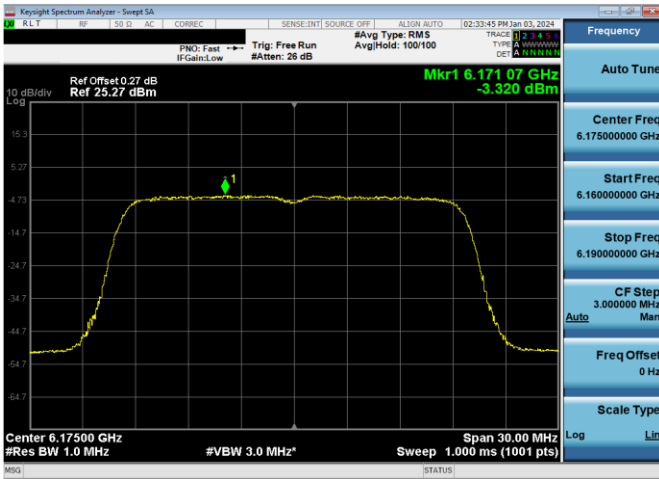 Keysight Spectrum Analyzer - Swept SA
LXI RL T RF 50 Ω AC CORREC SENSE:INT SOURCE OFF ALIGN AUTO 02:33:45 PM Jan 03, 2024
#Avg Type: RMS
TRACE 1 2 3 4 5 6
PNO: Fast Trig: Free Run Avg|Hold: 100/100 TYPE A WWWWW
IFGain:Low #Atten: 26 dB DET A NNNNN
Mkr1 6.171 07 GHz
Ref Offset 0.27 dB
10 dB/div Ref 25.27 dBm -3.320 dBm
Log
15.3
5.27
1
-4.73
-14.7
-24.7
-34.7
-44.7
-54.7
-64.7
Center 6.17500 GHz Span 30.00 MHz
#Res BW 1.0 MHz #VBW 3.0 MHz* Sweep 1.000 ms (1001 pts)
MSG STATUS
Frequency
Auto Tune
Center Freq
6.175000000 GHz
Start Freq
6.160000000 GHz
Stop Freq
6.190000000 GHz
CF Step
3.000000 MHz
Auto Man
Freq Offset
0 Hz
Scale Type
Log Lin